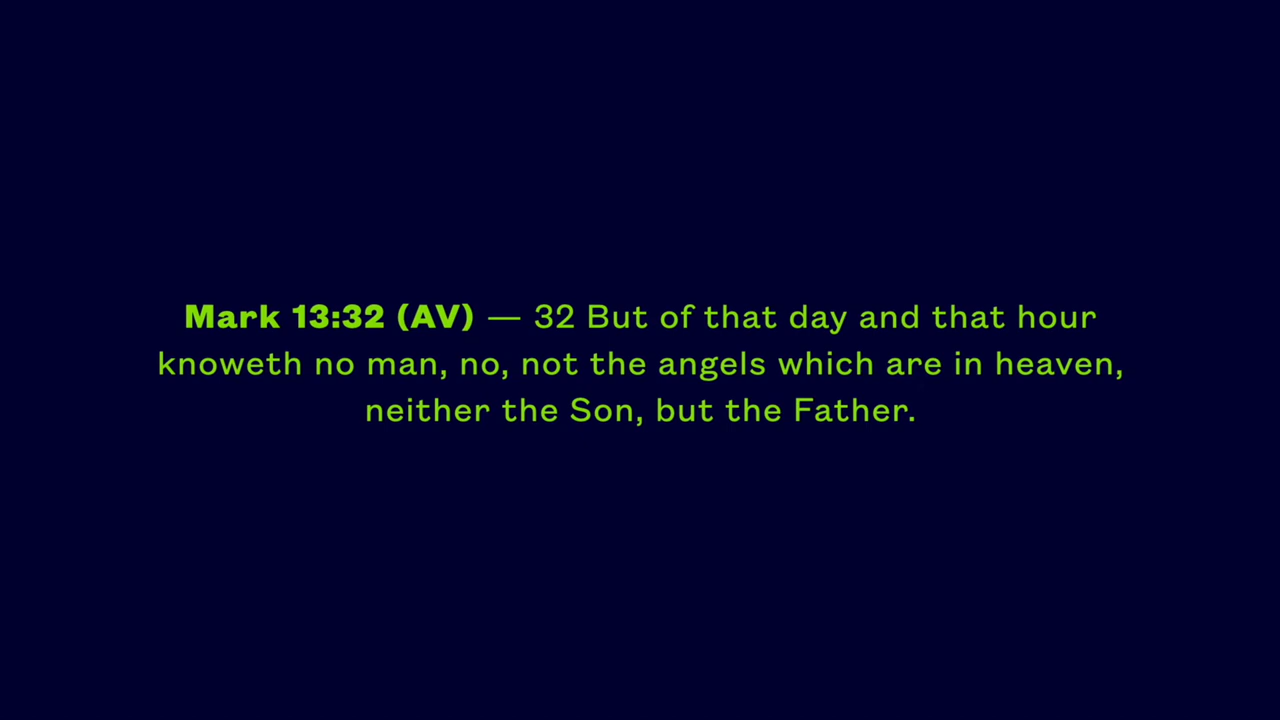 Mark 13:32 (AV) — 32 But of that day and that hour
knoweth no man, no, not the angels which are in heaven,
neither the Son, but the Father.